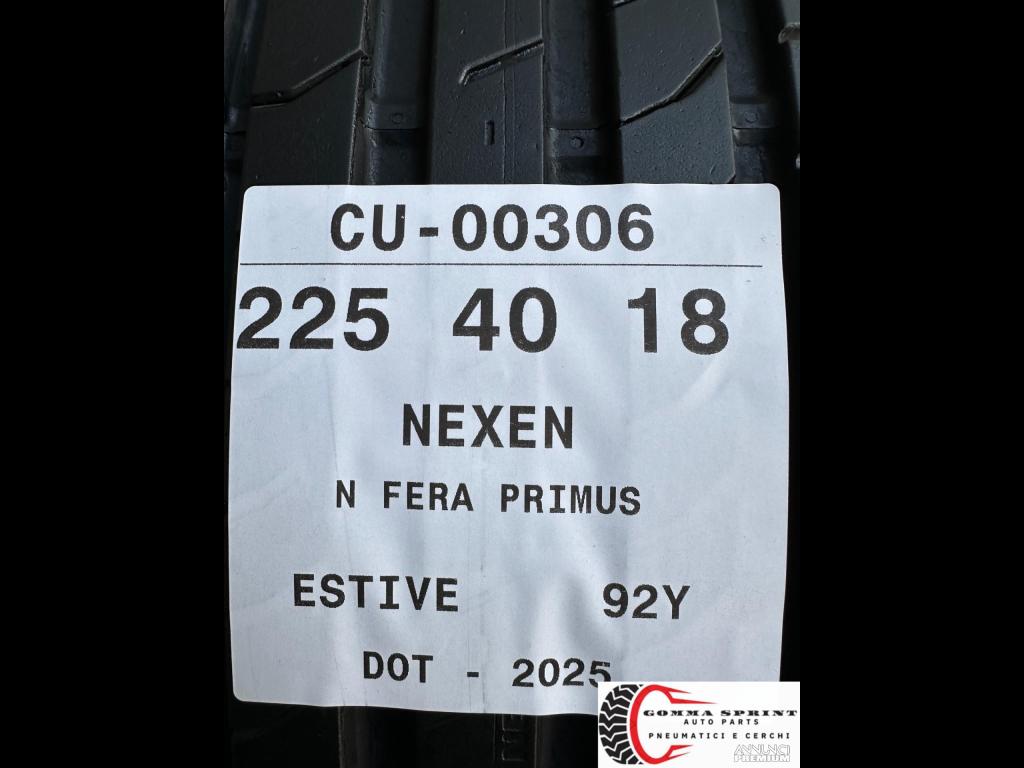 CU-00306
225 40 18
NEXEN
N FERA PRIMUS
ESTIVE 92Y
DOT - 2025
GOMMA SPRINT
AUTO PARTS
PNEUMATICI E CERCHI
ANNUNCI
PREMIUM